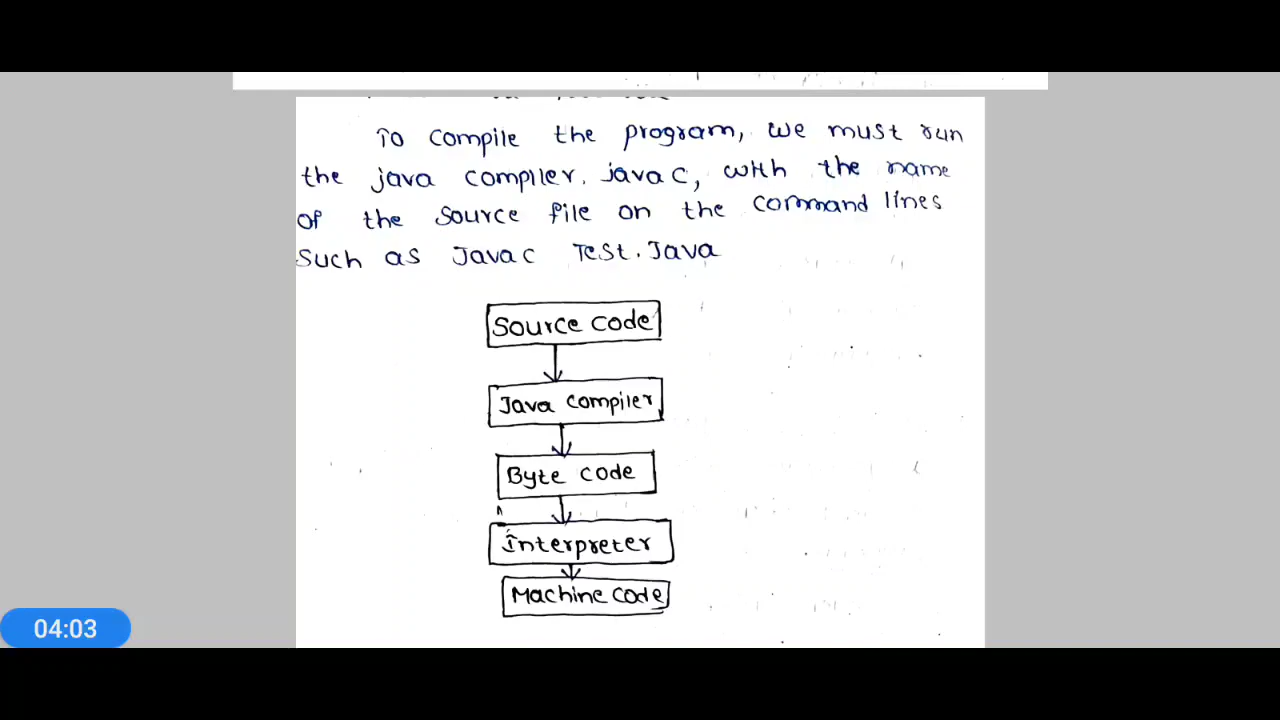 To compile the program, we must run
the java compiler. javac, with the name
of the source file on the command lines
such as Javac Test.Java
Source code
Java compiler
Byte code
Interpreter
Machine code
04:03